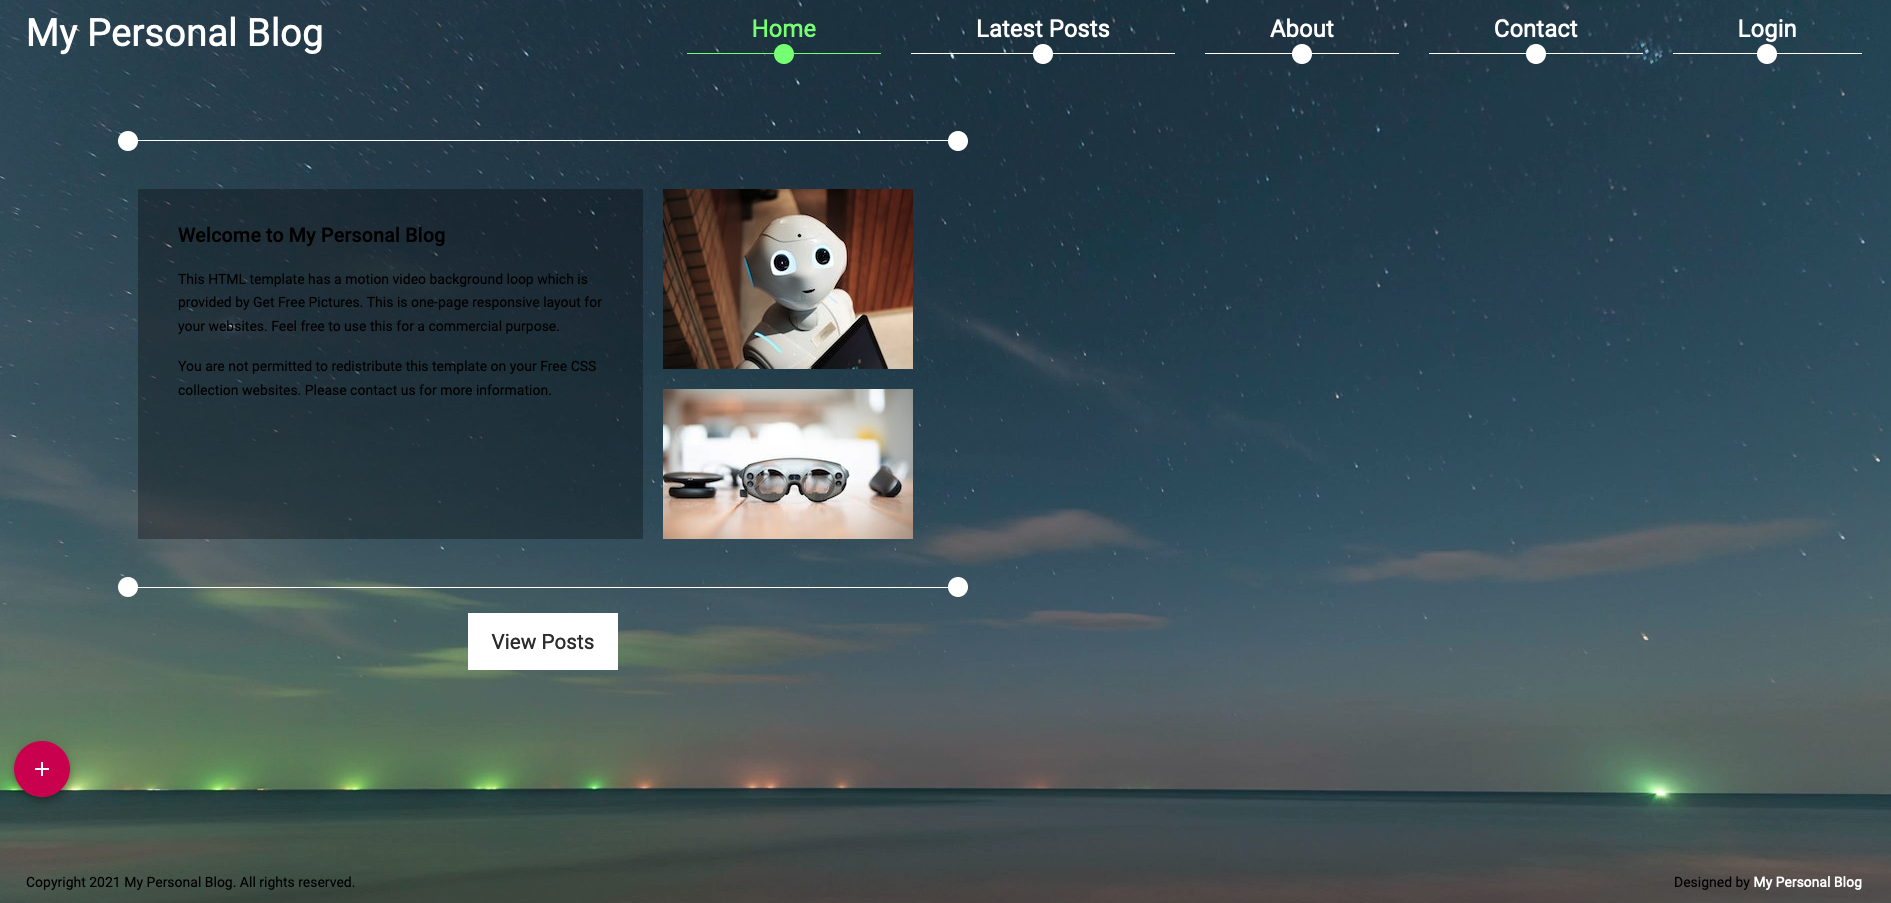 My Personal Blog
Home
Latest Posts
About
Contact
Login
Welcome to My Personal Blog
This HTML template has a motion video background loop which is
provided by Get Free Pictures. This is one-page responsive layout for
your websites. Feel free to use this for a commercial purpose.
You are not permitted to redistribute this template on your Free CSS
collection websites. Please contact us for more information.
View Posts
+
Copyright 2021 My Personal Blog. All rights reserved.
Designed by My Personal Blog